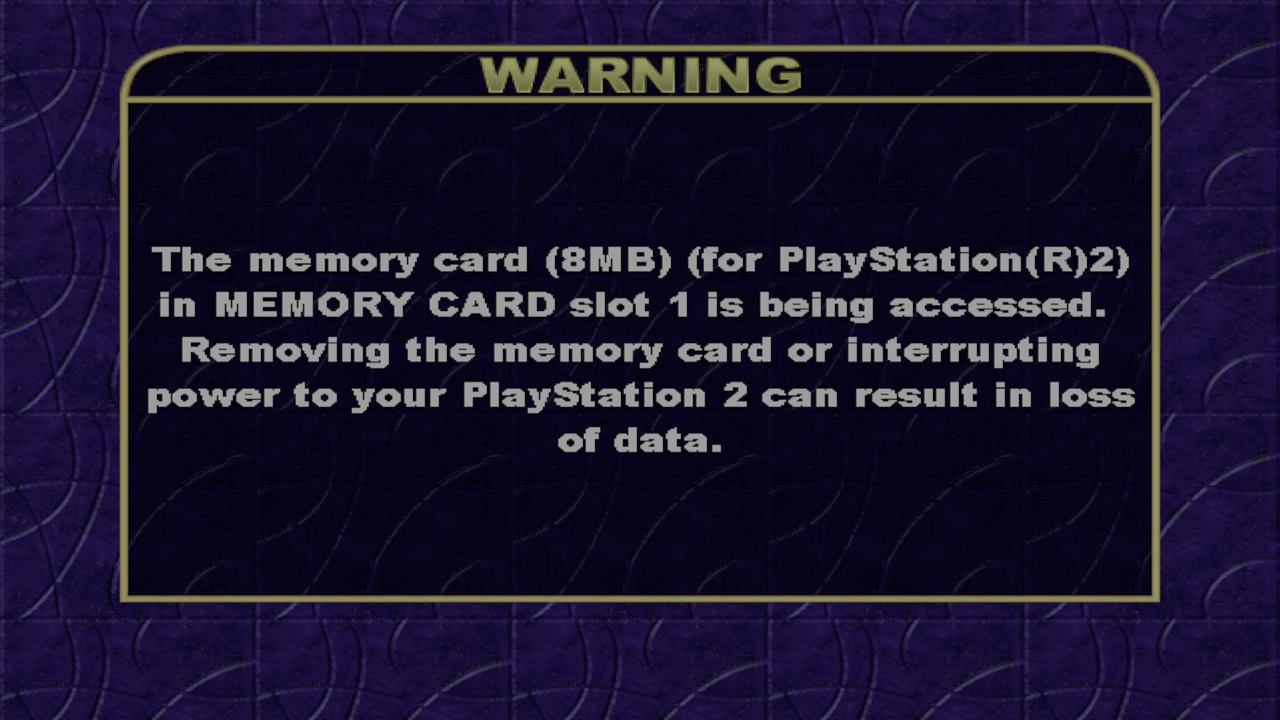 WARNING
The memory card (8MB) (for PlayStation(R)2)
in MEMORY CARD slot 1 is being accessed.
Removing the memory card or interrupting
power to your PlayStation 2 can result in loss
of data.